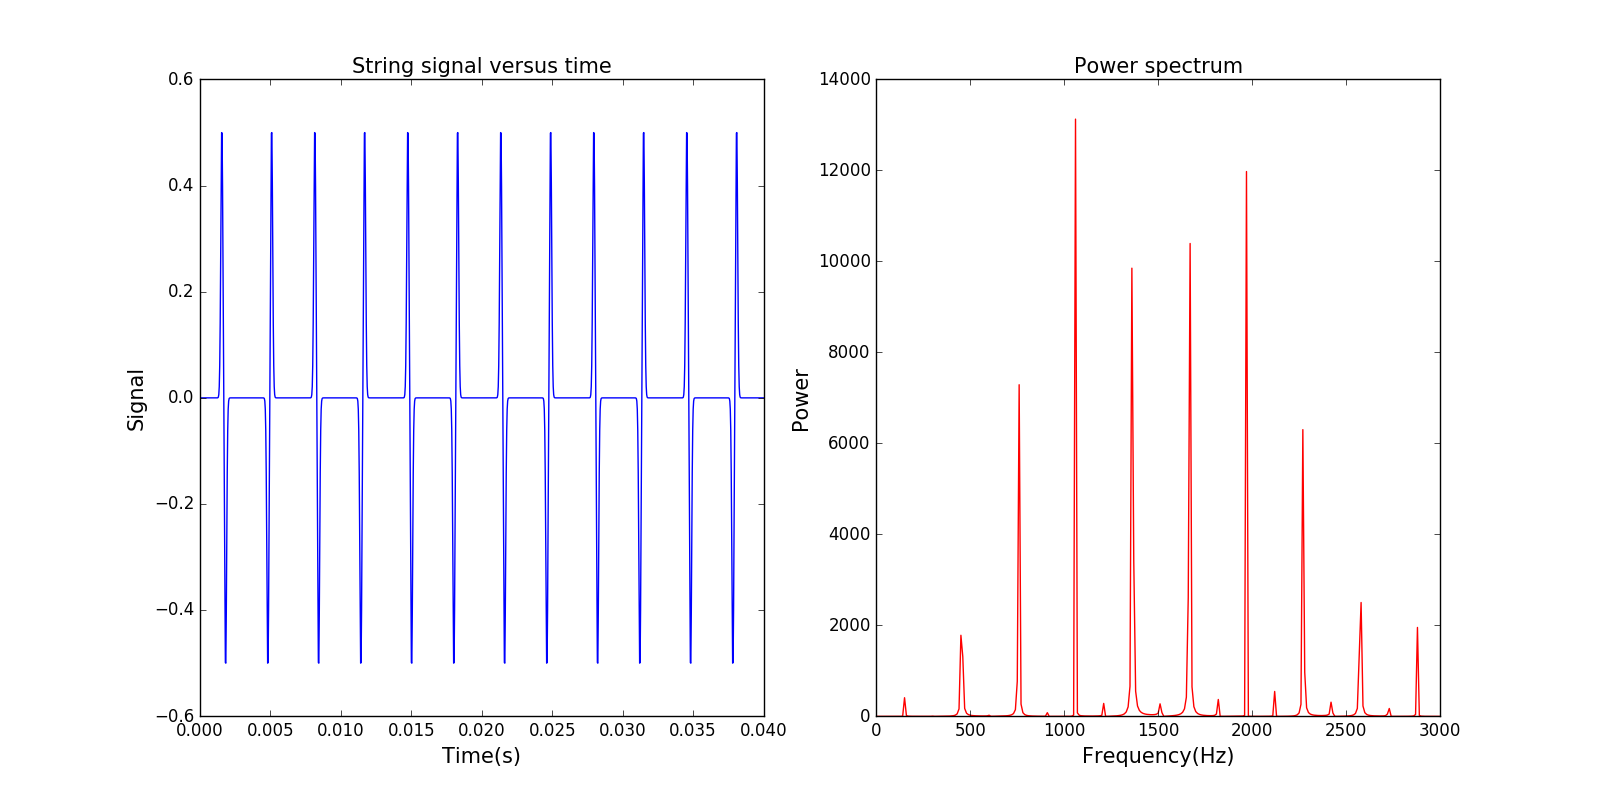 String signal versus time
0.6
0.4
0.2
0.0
−0.2
−0.4
−0.6
Signal
0.000 0.005 0.010 0.015 0.020 0.025 0.030 0.035 0.040
Time(s)
Power spectrum
14000
12000
10000
8000
6000
4000
2000
0
Power
0 500 1000 1500 2000 2500 3000
Frequency(Hz)